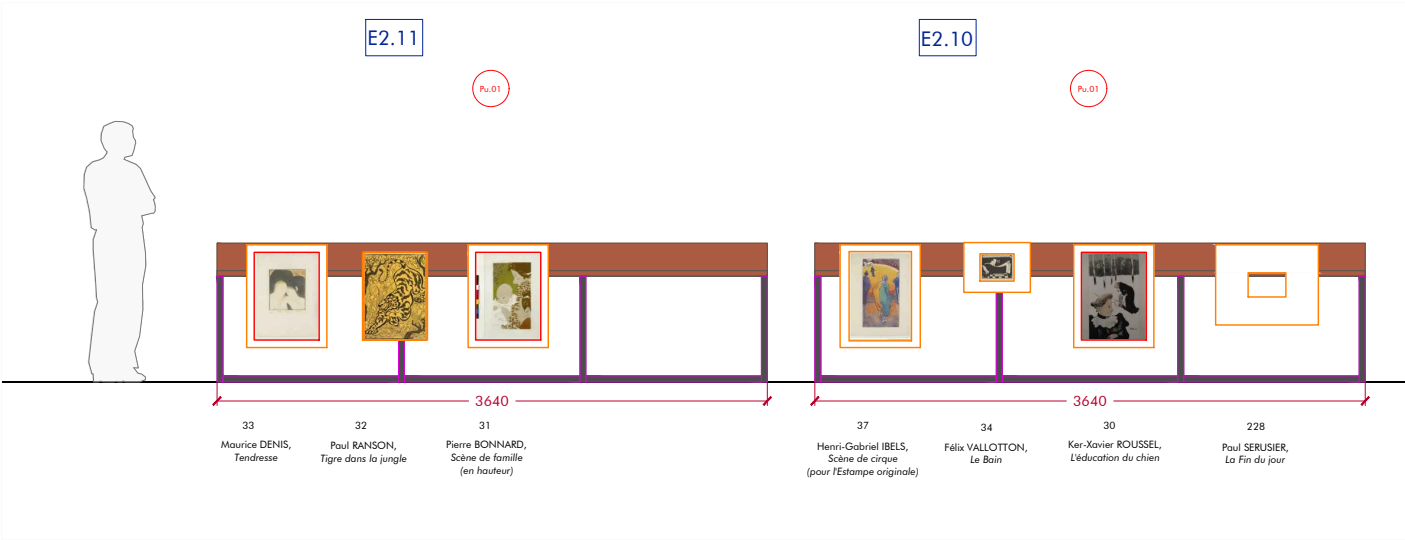 E2.11
E2.10
Pu.01
Pu.01
3640
3640
33
Maurice DENIS,
Tendresse
32
Paul RANSON,
Tigre dans la jungle
31
Pierre BONNARD,
Scène de famille
(en hauteur)
37
Henri-Gabriel IBELS,
Scène de cirque
(pour l'Estampe originale)
34
Félix VALLOTTON,
Le Bain
30
Ker-Xavier ROUSSEL,
L'éducation du chien
228
Paul SERUSIER,
La Fin du jour